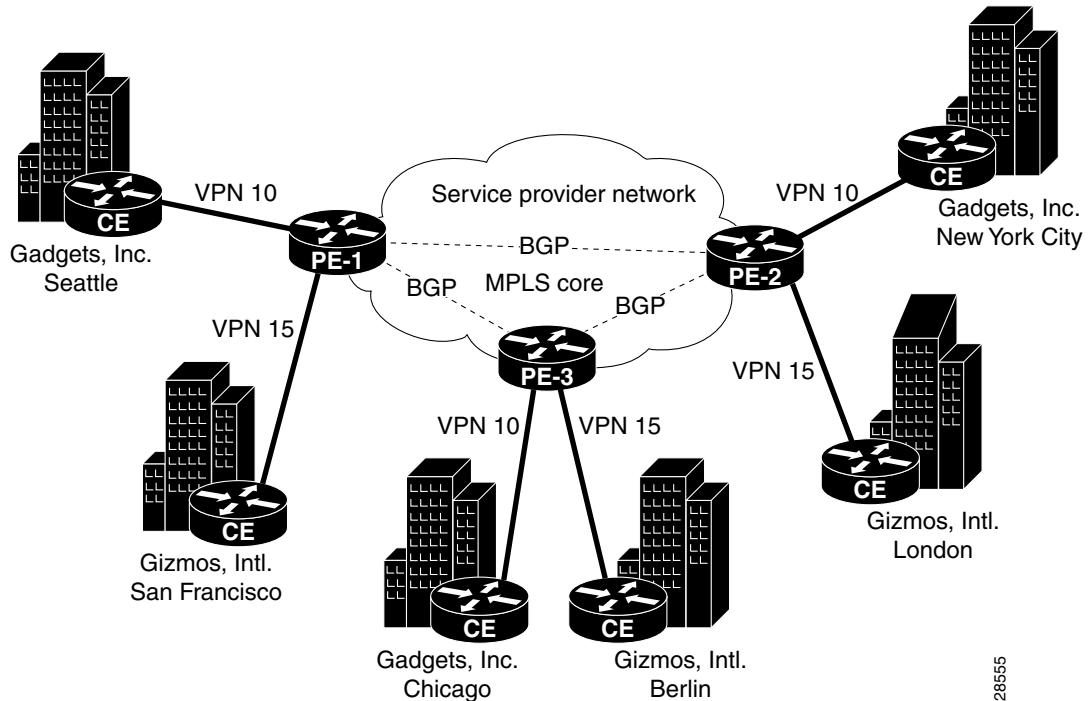 VPN 10
CE
Gadgets, Inc.
Seattle
PE-1
VPN 15
CE
Gizmos, Intl.
San Francisco
Service provider network
BGP
MPLS core
BGP
BGP
PE-2
PE-3
VPN 10
CE
Gadgets, Inc.
New York City
VPN 15
CE
Gizmos, Intl.
London
VPN 10
VPN 15
CE
Gadgets, Inc.
Chicago
CE
Gizmos, Intl.
Berlin
28555